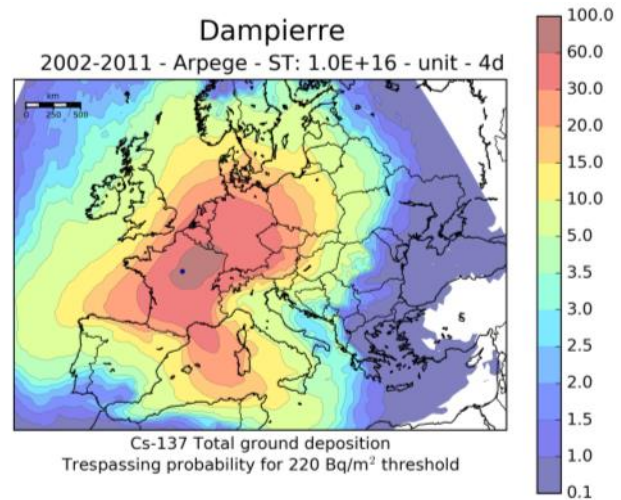 Dampierre
2002-2011 - Arpege - ST: 1.0E+16 - unit - 4d
km
0 250 500
100.0
60.0
30.0
20.0
15.0
10.0
5.0
3.5
2.5
2.0
1.5
1.0
0.1
Cs-137 Total ground deposition
Trespassing probability for 220 Bq/m² threshold